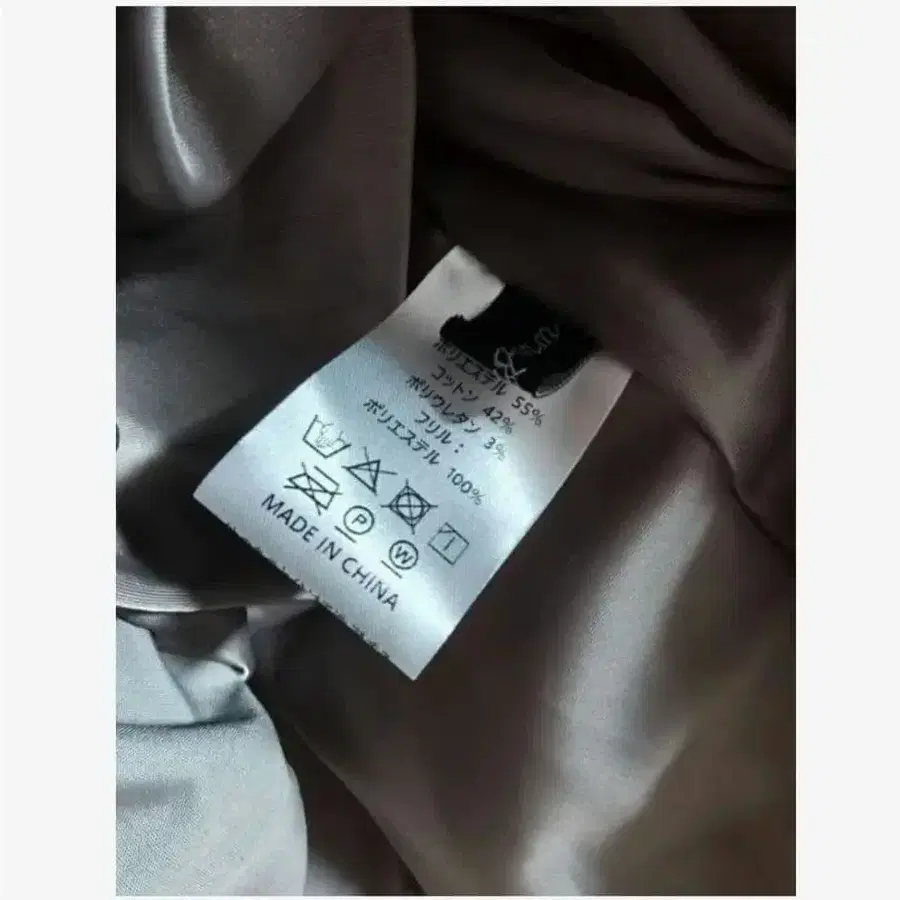 ポリエステル 55%
コットン 42%
ポリウレタン 3%
フリル：
ポリエステル 100%
P
W
MADE IN CHINA